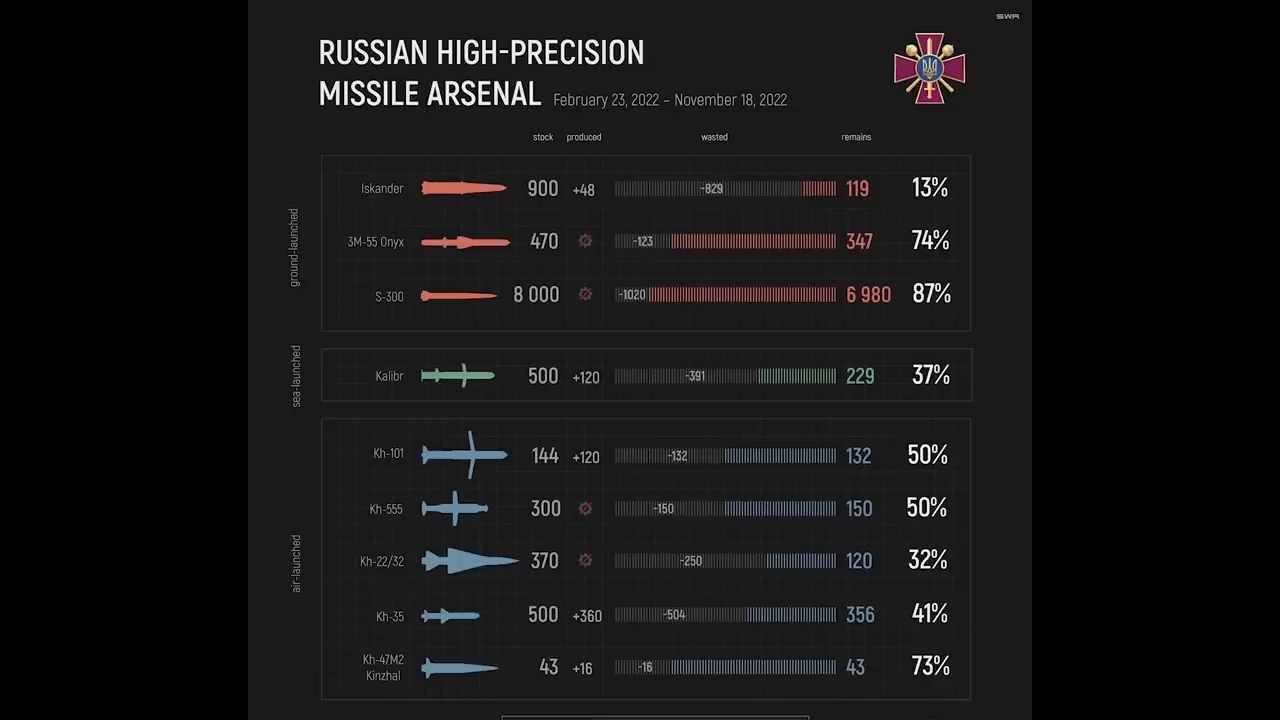 SWR
RUSSIAN HIGH-PRECISION
MISSILE ARSENAL February 23, 2022 – November 18, 2022
stock produced wasted remains
ground-launched
Iskander 900 +48 -829 119 13%
3M-55 Onyx 470 -123 347 74%
S-300 8 000 -1020 6 980 87%
sea-launched
Kalibr 500 +120 -391 229 37%
air-launched
Kh-101 144 +120 -132 132 50%
Kh-555 300 -150 150 50%
Kh-22/32 370 -250 120 32%
Kh-35 500 +360 -504 356 41%
Kh-47M2
Kinzhal 43 +16 -16 43 73%